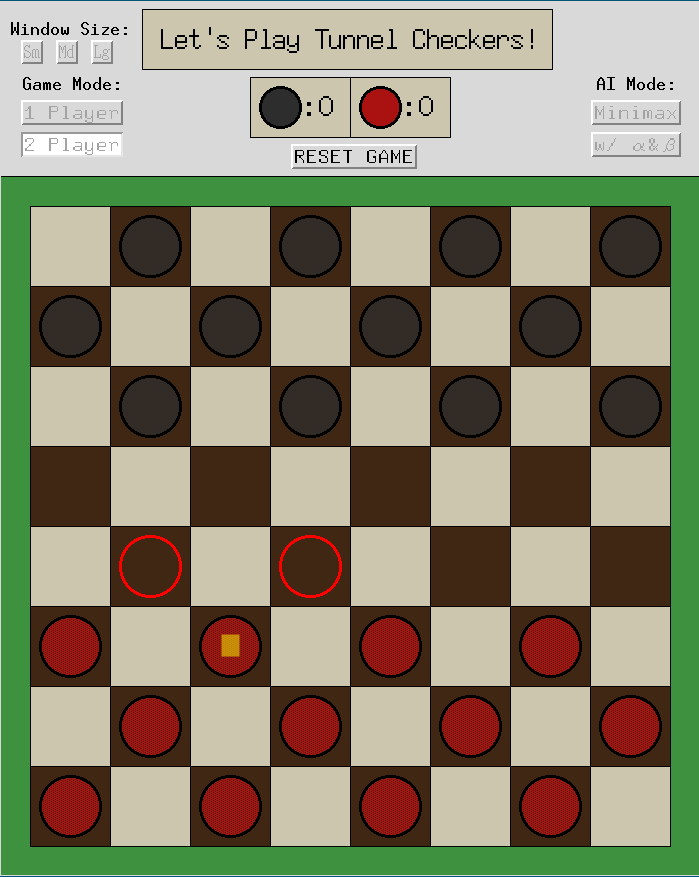 Window Size:
Sm Md Lg
Let's Play Tunnel Checkers!
Game Mode:
1 Player
2 Player
:0 :0
RESET GAME
AI Mode:
Minimax
w/ α&β